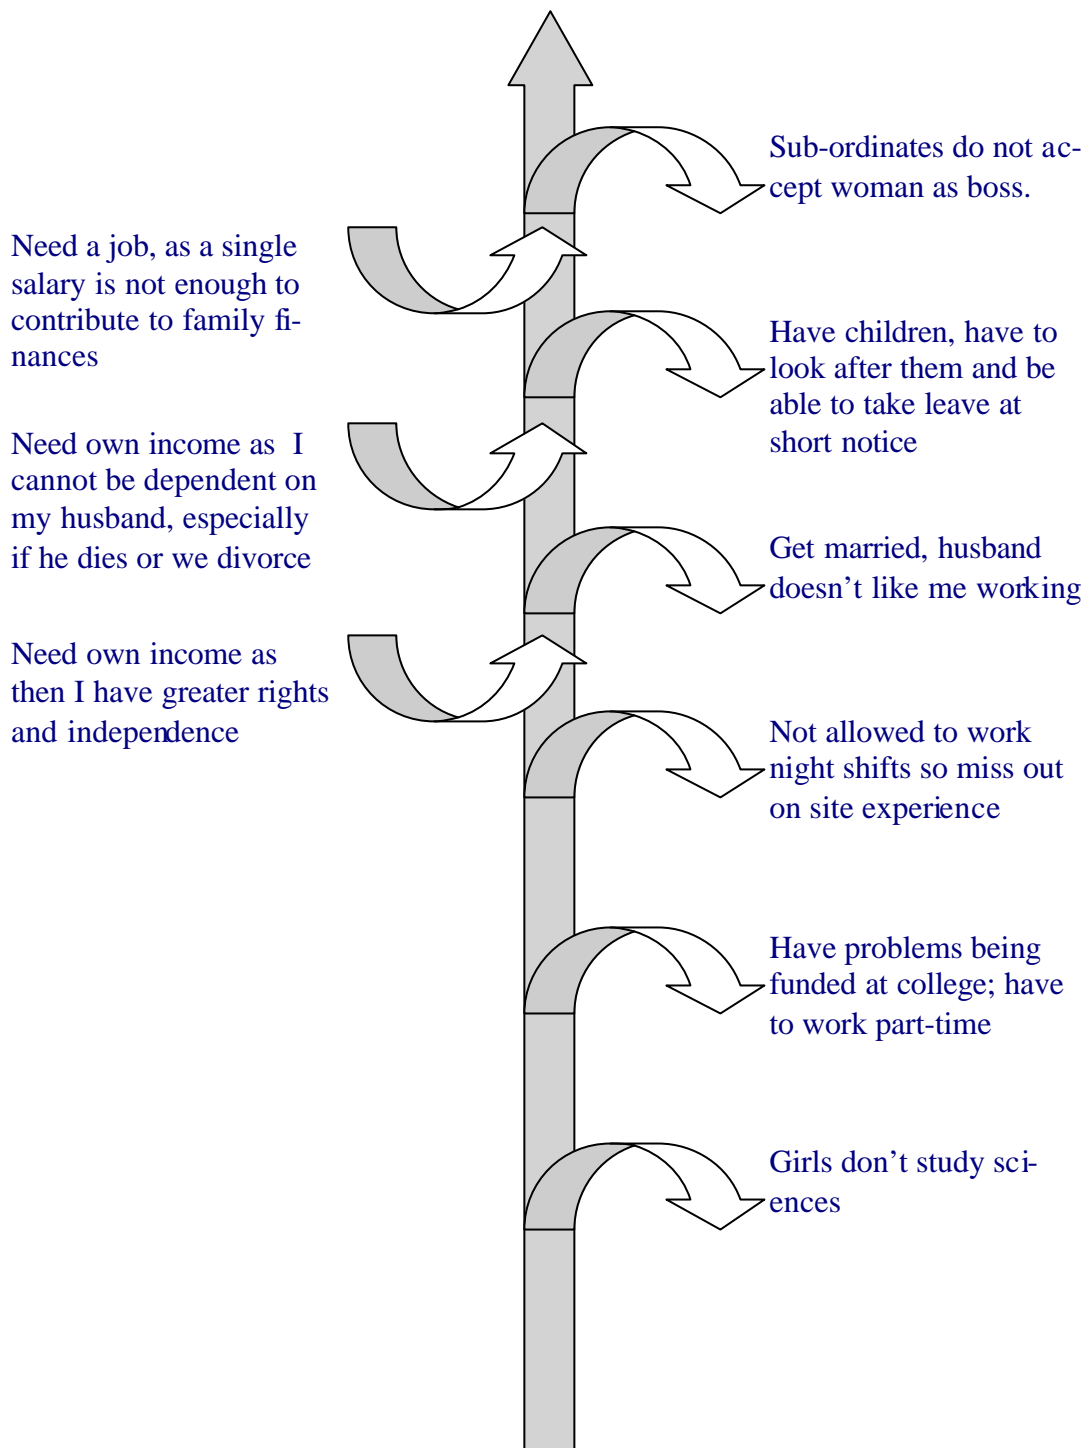 Sub-ordinates do not ac-
cept woman as boss.
Need a job, as a single
salary is not enough to
contribute to family fi-
nances
Have children, have to
look after them and be
able to take leave at
short notice
Need own income as I
cannot be dependent on
my husband, especially
if he dies or we divorce
Get married, husband
doesn’t like me working
Need own income as
then I have greater rights
and independence
Not allowed to work
night shifts so miss out
on site experience
Have problems being
funded at college; have
to work part-time
Girls don’t study sci-
ences